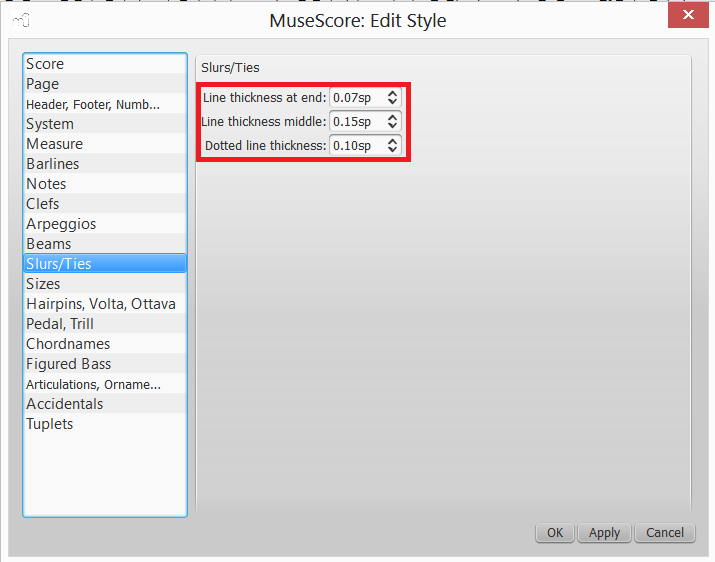 MuseScore: Edit Style
Score
Page
Header, Footer, Numb...
System
Measure
Barlines
Notes
Clefs
Arpeggios
Beams
Slurs/Ties
Sizes
Hairpins, Volta, Ottava
Pedal, Trill
Chordnames
Figured Bass
Articulations, Orname...
Accidentals
Tuplets
Slurs/Ties
Line thickness at end: 0.07sp
Line thickness middle: 0.15sp
Dotted line thickness: 0.10sp
OK Apply Cancel